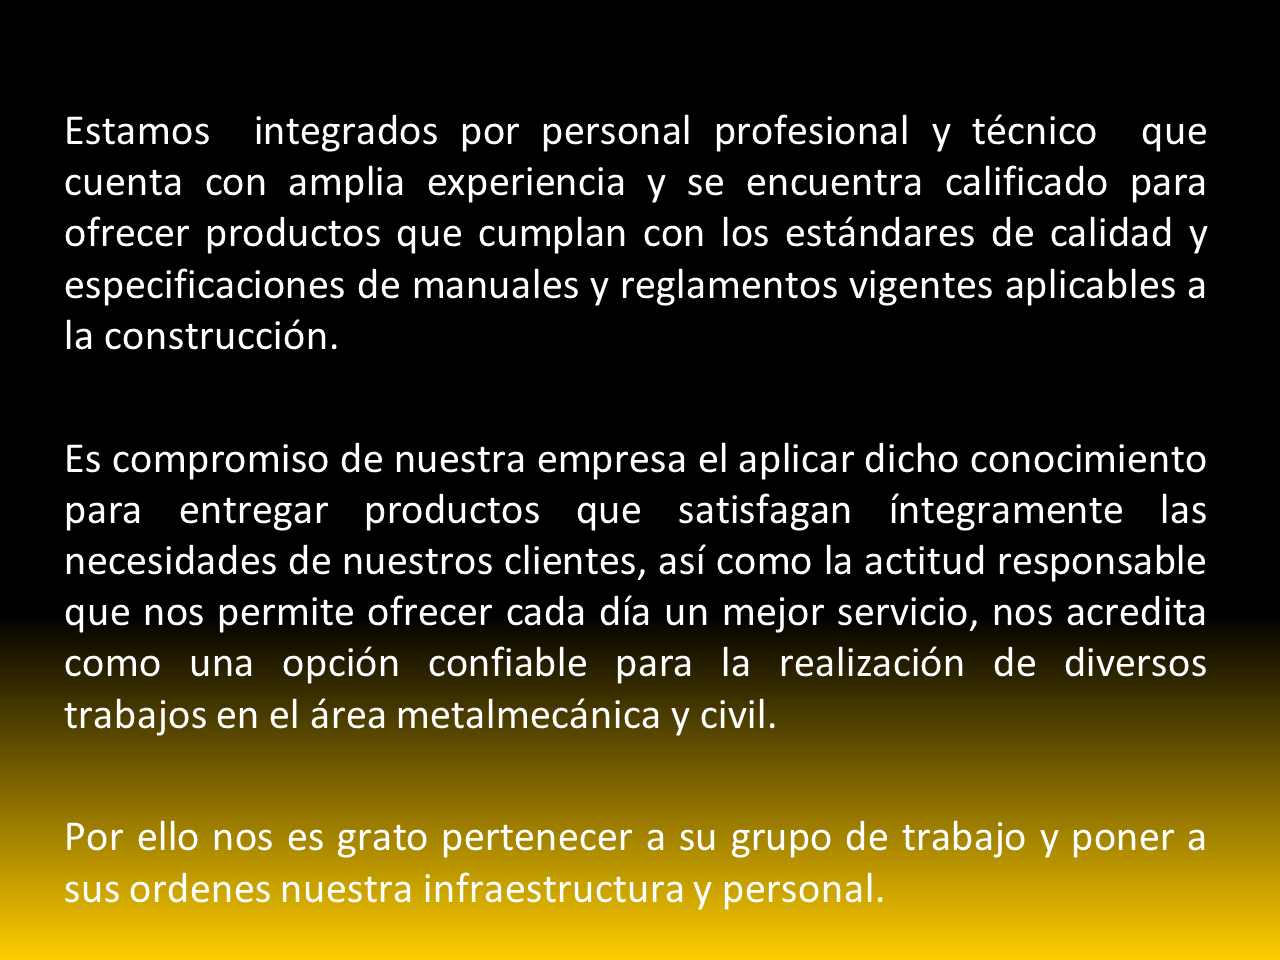 Estamos integrados por personal profesional y técnico que
cuenta con amplia experiencia y se encuentra calificado para
ofrecer productos que cumplan con los estándares de calidad y
especificaciones de manuales y reglamentos vigentes aplicables a
la construcción.
Es compromiso de nuestra empresa el aplicar dicho conocimiento
para entregar productos que satisfagan íntegramente las
necesidades de nuestros clientes, así como la actitud responsable
que nos permite ofrecer cada día un mejor servicio, nos acredita
como una opción confiable para la realización de diversos
trabajos en el área metalmecánica y civil.
Por ello nos es grato pertenecer a su grupo de trabajo y poner a
sus ordenes nuestra infraestructura y personal.